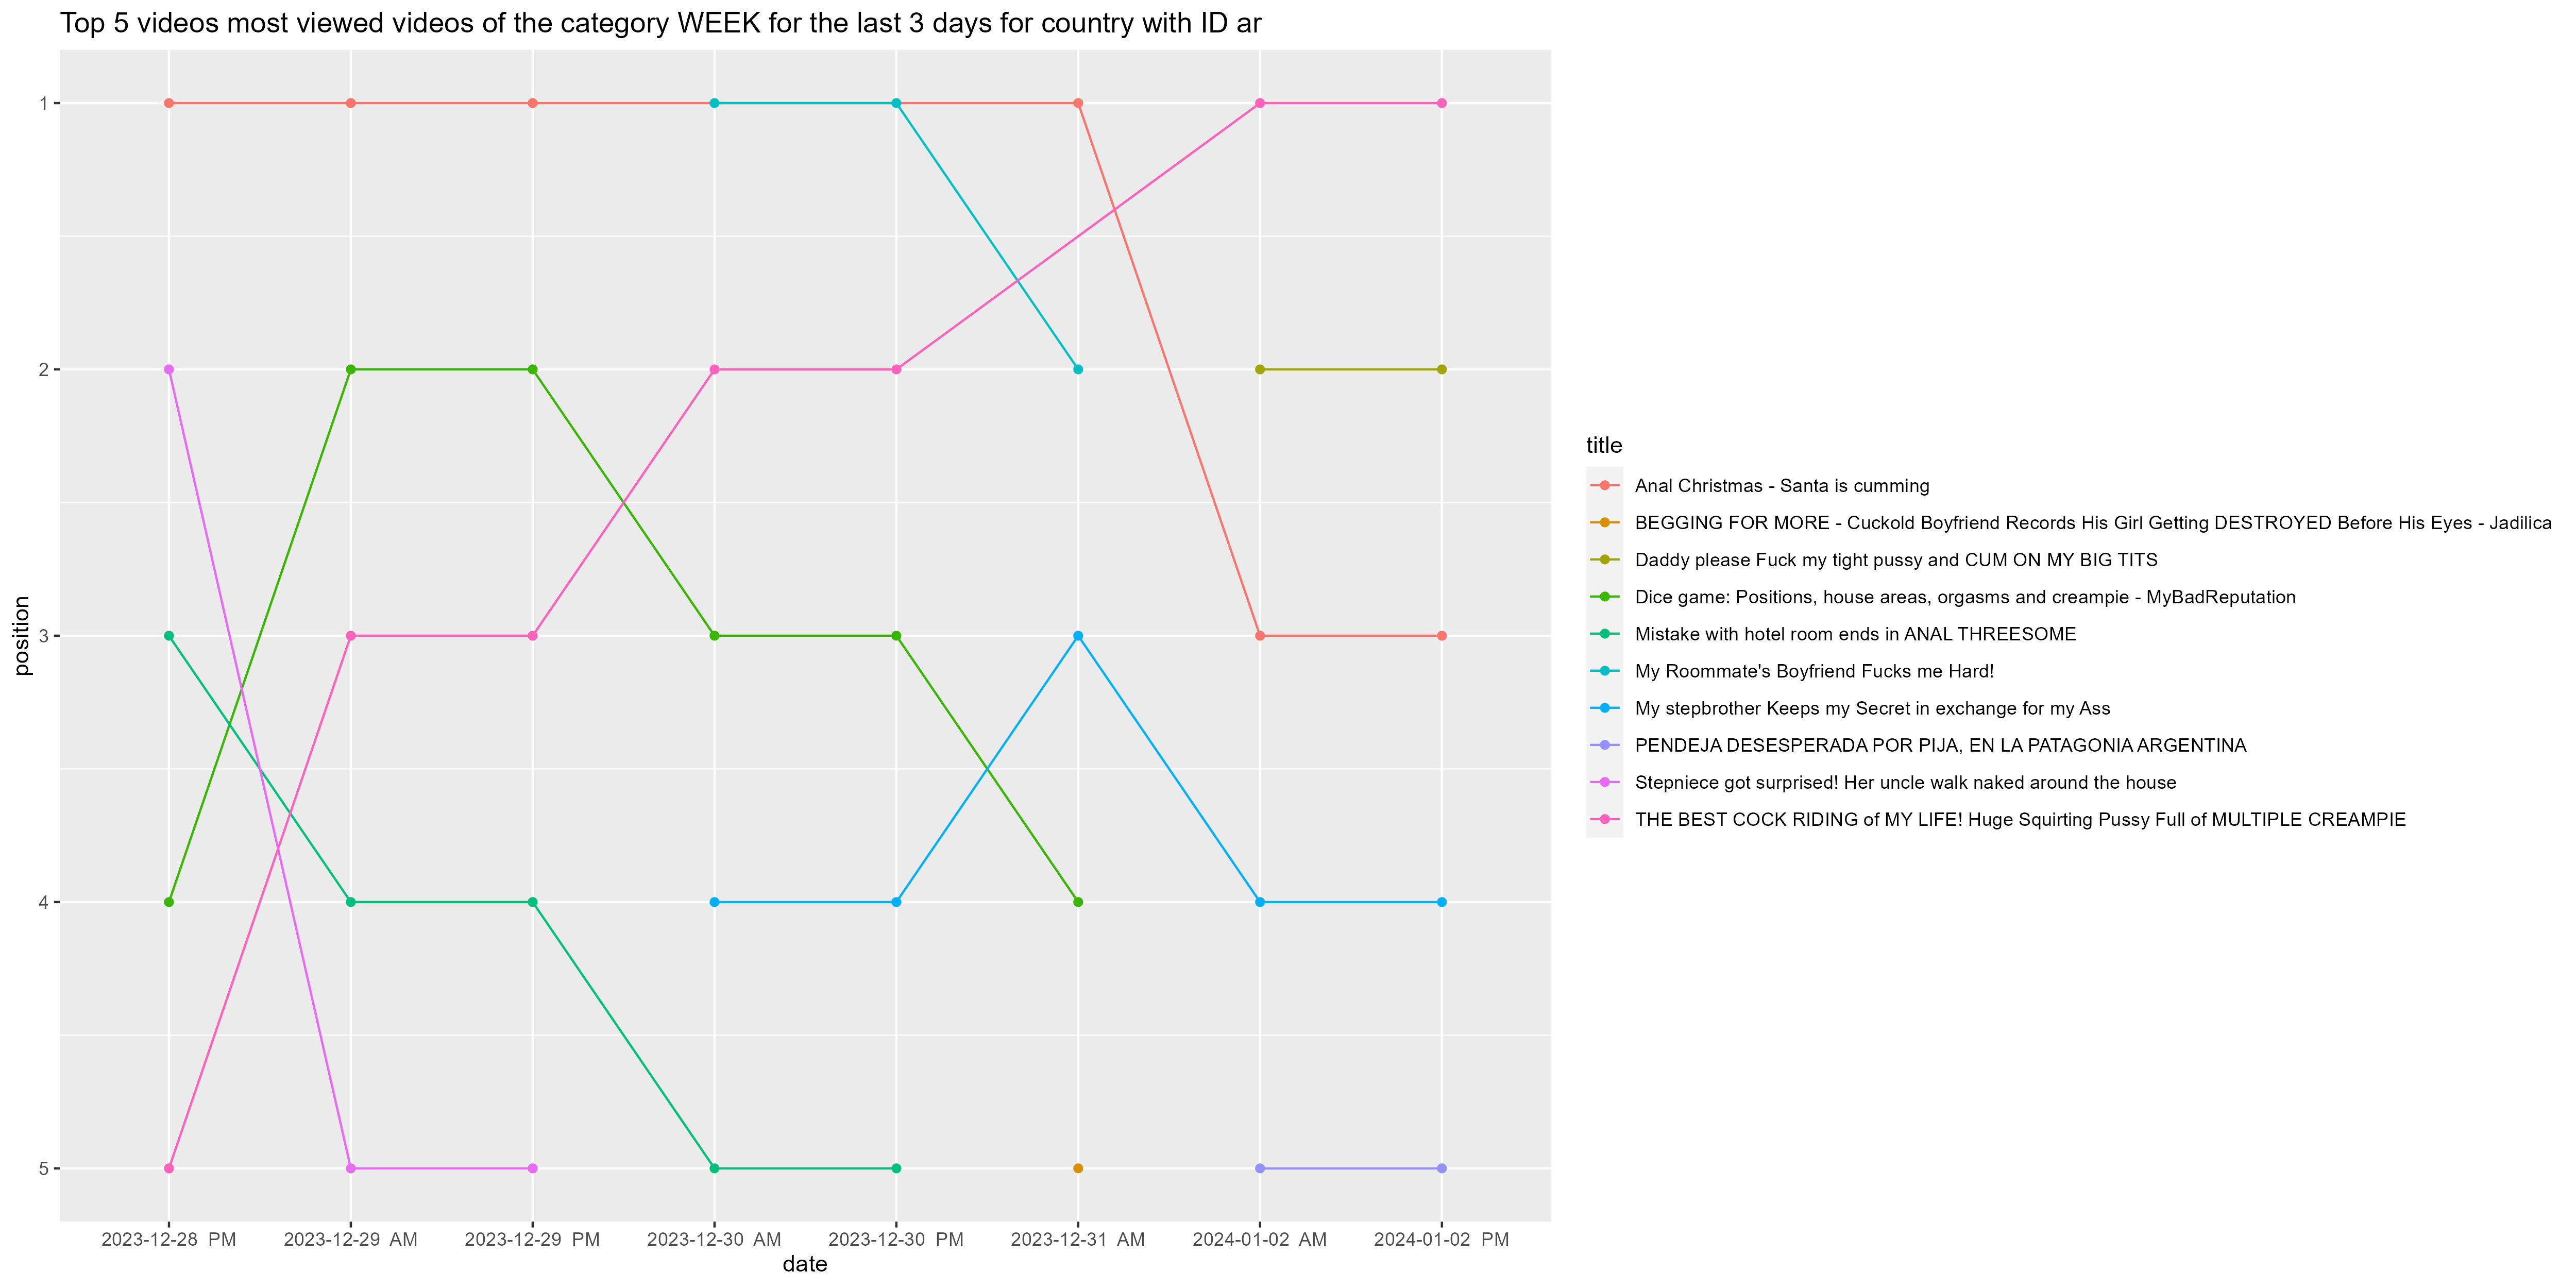 Top 5 videos most viewed videos of the category WEEK for the last 3 days for country with ID ar
position
1
2
3
4
5
2023-12-28 PM
2023-12-29 AM
2023-12-29 PM
2023-12-30 AM
2023-12-30 PM
2023-12-31 AM
2024-01-02 AM
2024-01-02 PM
date
title
Anal Christmas - Santa is cumming
BEGGING FOR MORE - Cuckold Boyfriend Records His Girl Getting DESTROYED Before His Eyes - Jadilica
Daddy please Fuck my tight pussy and CUM ON MY BIG TITS
Dice game: Positions, house areas, orgasms and creampie - MyBadReputation
Mistake with hotel room ends in ANAL THREESOME
My Roommate's Boyfriend Fucks me Hard!
My stepbrother Keeps my Secret in exchange for my Ass
PENDEJA DESESPERADA POR PIJA, EN LA PATAGONIA ARGENTINA
Stepniece got surprised! Her uncle walk naked around the house
THE BEST COCK RIDING of MY LIFE! Huge Squirting Pussy Full of MULTIPLE CREAMPIE